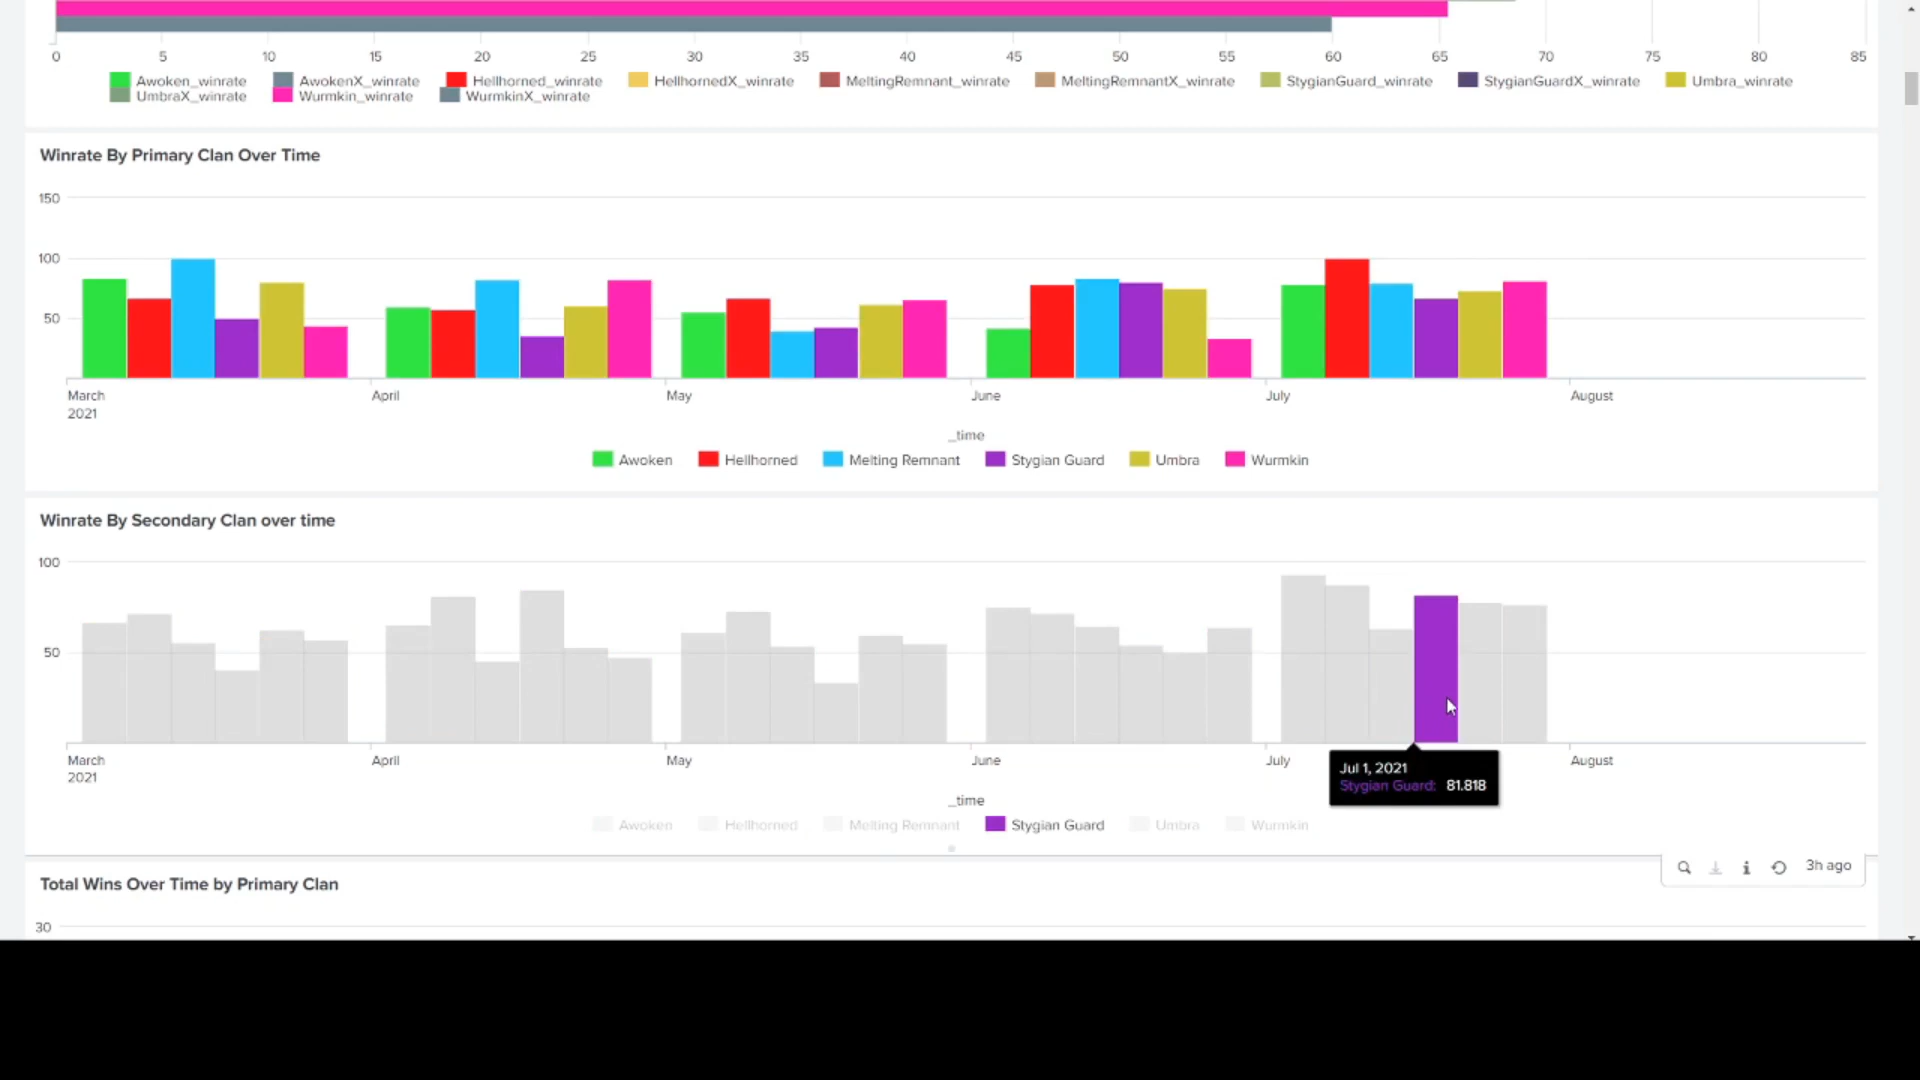 0 5 10 15 20 25 30 35 40 45 50 55 60 65 70 75 80 85
Awoken_winrate AwokenX_winrate Hellhorned_winrate HellhornedX_winrate MeltingRemnant_winrate MeltingRemnantX_winrate StygianGuard_winrate StygianGuardX_winrate Umbra_winrate
UmbraX_winrate Wurmkin_winrate WurmkinX_winrate
Winrate By Primary Clan Over Time
150
100
50
March April May June July August
2021
_time
Awoken Hellhorned Melting Remnant Stygian Guard Umbra Wurmkin
Winrate By Secondary Clan over time
100
50
March April May June July August
2021
Jul 1, 2021
Stygian Guard: 81.818
_time
Awoken Hellhorned Melting Remnant Stygian Guard Umbra Wurmkin
3h ago
Total Wins Over Time by Primary Clan
30